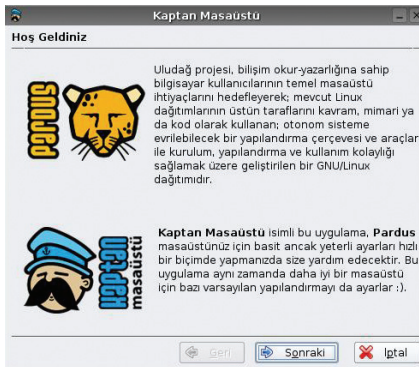 Kaptan Masaüstü
Hoş Geldiniz
pardus
Uludağ projesi, bilişim okur-yazarlığına sahip
bilgisayar kullanıcılarının temel masaüstü
ihtiyaçlarını hedefleyerek; mevcut Linux
dağıtımlarının üstün taraflarını kavram, mimari ya
da kod olarak kullanan; otonom sisteme
evrilebilecek bir yapılandırma çerçevesi ve araçlar
ile kurulum, yapılandırma ve kullanım kolaylığı
sağlamak üzere geliştirilen bir GNU/Linux
dağıtımıdır.
kaptan
masaüstü
Kaptan Masaüstü isimli bu uygulama, Pardus
masaüstünüz için basit ancak yeterli ayarları hızlı
bir biçimde yapmanızda size yardım edecektir. Bu
uygulama aynı zamanda daha iyi bir masaüstü
için bazı varsayılan yapılandırmayı da ayarlar :).
Geri
Sonraki
İptal